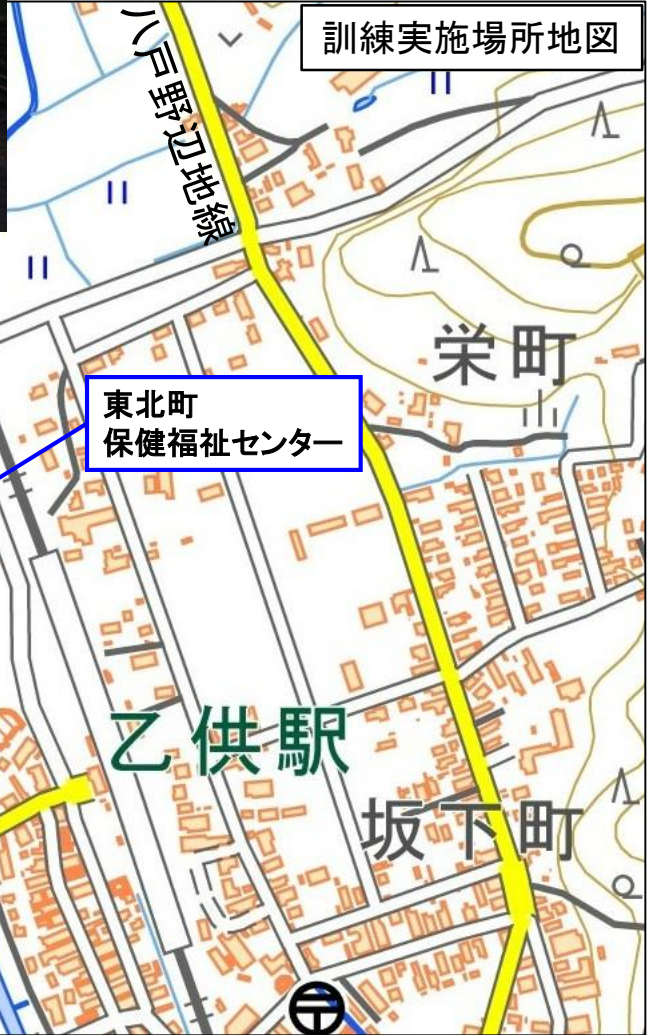 訓練実施場所地図
八戸野辺地線
栄町
東北町
保健福祉センター
乙供駅
坂下町